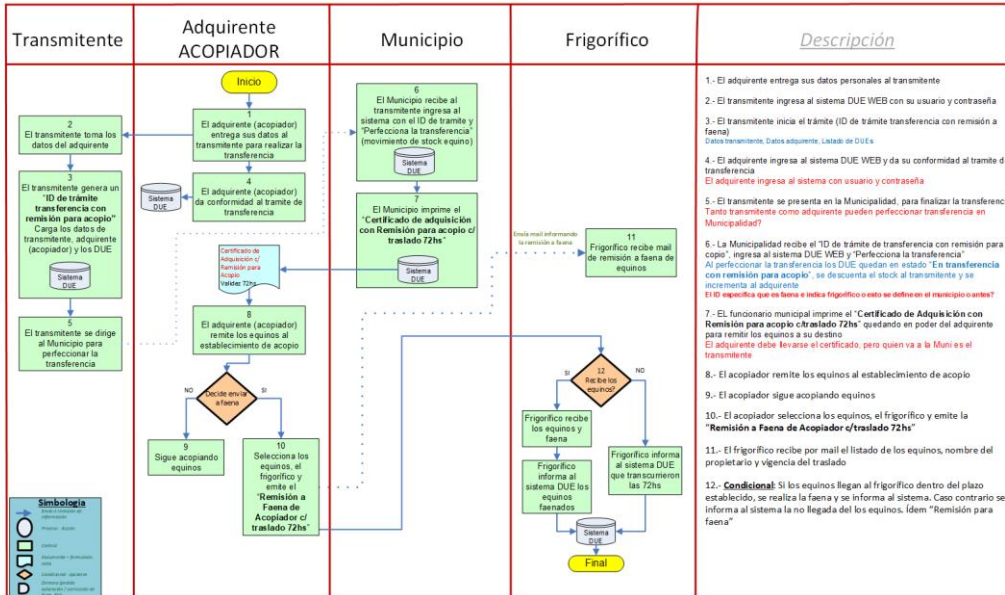 Transmitente
Adquirente
ACOPIADOR
Municipio
Frigorífico
Descripción
Inicio
1
El adquirente (acopiador)
entrega sus datos al
transmitente para realizar la
transferencia
2
El transmitente toma los
datos del adquirente
3
El transmitente genera un
"ID de trámite
transferencia con
remisión para acopio"
Carga los datos de
transmitente, adquirente
(acopiador) y los DUE
Sistema
DUE
4
El adquirente (acopiador)
da conformidad al tramite de
transferencia
Sistema
DUE
5
El transmitente se dirige
al Municipio para
perfeccionar la
transferencia
6
El Municipio recibe al
transmitente ingresa al
sistema con el ID de tramite
y "Perfecciona la transferencia"
(movimiento de stock equino)
Sistema
DUE
7
El Municipio imprime el
"Certificado de adquisición
con Remisión para acopio c/
traslado 72hs"
Sistema
DUE
Certificado de
Adquisición c/
Remisión para
Acopio
Validez 72hs
8
El adquirente (acopiador)
remite los equinos al
establecimiento de acopio
Decide enviar
a faena
NO
SI
9
Sigue acopiando
equinos
10
Selecciona los
equinos, el
frigorífico y
emite el
"Remisión a
Faena de
Acopiador c/
traslado 72hs"
Envía mail informando
la remisión a faena
11
Frigorífico recibe mail
de remisión a faena de
equinos
12
Recibe los
equinos?
SI
NO
Frigorífico recibe
los equinos y
faena
Frigorífico informa
al sistema DUE los
equinos
faenados
Frigorífico informa
al sistema DUE
que transcurrieron
las 72hs
Sistema
DUE
Final
1.- El adquirente entrega sus datos personales al transmitente
2.- El transmitente ingresa al sistema DUE WEB con su usuario y contraseña
3.- El transmitente inicia el trámite (ID de trámite transferencia con remisión a
faena)
Datos transmitente, Datos adquirente, Listado de DUEs
4.- El adquirente ingresa al sistema DUE WEB y da su conformidad al tramite d
transferencia
El adquirente ingresa al sistema con usuario y contraseña
5.- El transmitente se presenta en la Municipalidad, para finalizar la transferenc
Tanto transmitente como adquirente pueden perfeccionar transferencia en
Municipalidad?
6.- La Municipalidad recibe el "ID de trámite de transferencia con remisión para
copio", ingresa al sistema DUE WEB y "Perfecciona la transferencia"
Al perfeccionar la transferencia los DUE quedan en estado "En transferencia
con remisión para acopio", se descuenta el stock al transmitente y se
incrementa al adquirente
El ID especifica que es faena e indica frigorífico o esto se define en el municipio o antes?
7.- EL funcionario municipal imprime el "Certificado de Adquisición con
Remisión para acopio c/traslado 72hs" quedando en poder del adquirente
para remitir los equinos a su destino
El adquirente debe llevarse el certificado, pero quien va a la Muni es el
transmitente
8.- El acopiador remite los equinos al establecimiento de acopio
9.- El acopiador sigue acopiando equinos
10.- El acopiador selecciona los equinos, el frigorífico y emite la
"Remisión a Faena de Acopiador c/traslado 72hs"
11.- El frigorífico recibe por mail el listado de los equinos, nombre del
propietario y vigencia del traslado
12.- Condicional: Si los equinos llegan al frigorífico dentro del plazo
establecido, se realiza la faena y se informa al sistema. Caso contrario se
informa al sistema la no llegada del los equinos. Ídem "Remisión para
faena"
Simbología